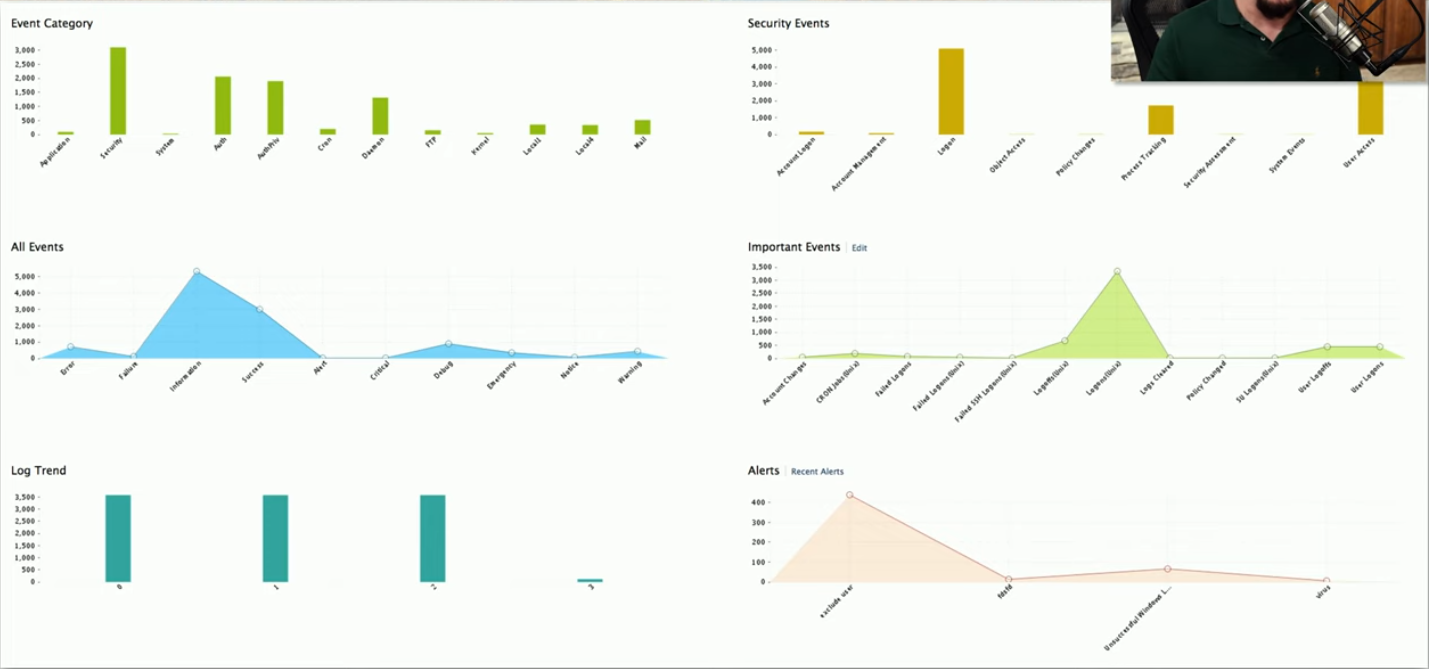 Event Category
3,000
2,500
2,000
1,500
1,000
500
0
Application
Security
System
Auth
AuthPriv
Cron
Daemon
FTP
Kernel
Local1
Local4
Mail
Security Events
5,000
4,000
3,000
2,000
1,000
0
Account Logon
Account Management
Logon
Object Access
Policy Changes
Process Tracking
Security Assesment
System Events
User Access
All Events
5,000
4,000
3,000
2,000
1,000
0
Error
Failure
Information
Success
Alert
Critical
Debug
Emergency
Notice
Warning
Important Events Edit
3,500
3,000
2,500
2,000
1,500
1,000
500
0
Account Changes
CRON Jobs(Unix)
Failed Logons
Failed Logons(Unix)
Failed SSH Logons(Unix)
Logoffs(Unix)
Logons(Unix)
Logs Cleared
Policy Changed
SU Logons(Unix)
User Logoffs
User Logons
Log Trend
3,500
3,000
2,500
2,000
1,500
1,000
500
0
0
1
2
3
Alerts Recent Alerts
400
300
200
100
0
exclude user
fdsfd
Unsuccessful Windows L...
virus